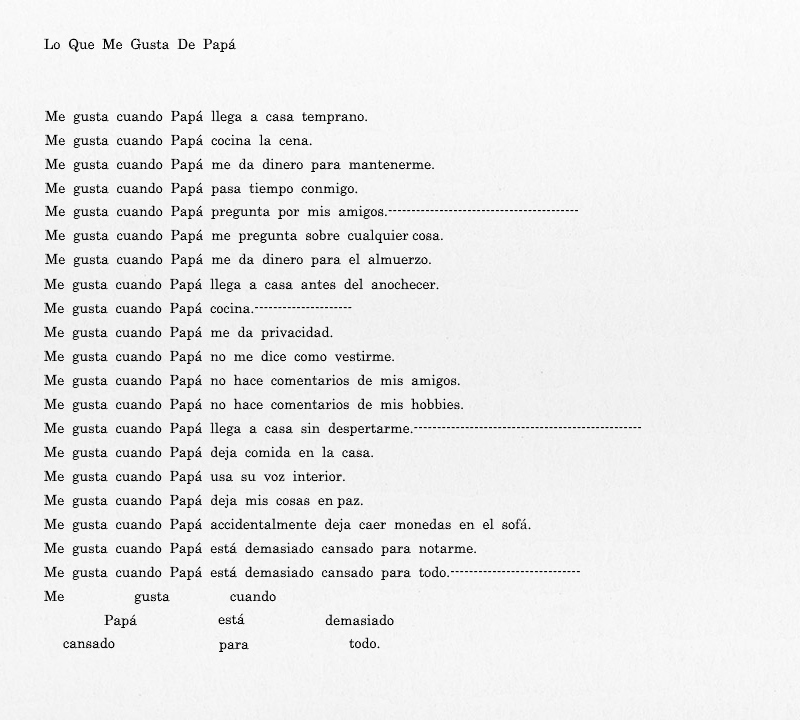 Lo Que Me Gusta De Papá
Me gusta cuando Papá llega a casa temprano.
Me gusta cuando Papá cocina la cena.
Me gusta cuando Papá me da dinero para mantenerme.
Me gusta cuando Papá pasa tiempo conmigo.
Me gusta cuando Papá pregunta por mis amigos.-----------------------------------------
Me gusta cuando Papá me pregunta sobre cualquier cosa.
Me gusta cuando Papá me da dinero para el almuerzo.
Me gusta cuando Papá llega a casa antes del anochecer.
Me gusta cuando Papá cocina.---------------------
Me gusta cuando Papá me da privacidad.
Me gusta cuando Papá no me dice como vestirme.
Me gusta cuando Papá no hace comentarios de mis amigos.
Me gusta cuando Papá no hace comentarios de mis hobbies.
Me gusta cuando Papá llega a casa sin despertarme.-------------------------------------------------
Me gusta cuando Papá deja comida en la casa.
Me gusta cuando Papá usa su voz interior.
Me gusta cuando Papá deja mis cosas en paz.
Me gusta cuando Papá accidentalmente deja caer monedas en el sofá.
Me gusta cuando Papá está demasiado cansado para notarme.
Me gusta cuando Papá está demasiado cansado para todo.----------------------------
Me gusta cuando
Papá está demasiado
cansado para todo.